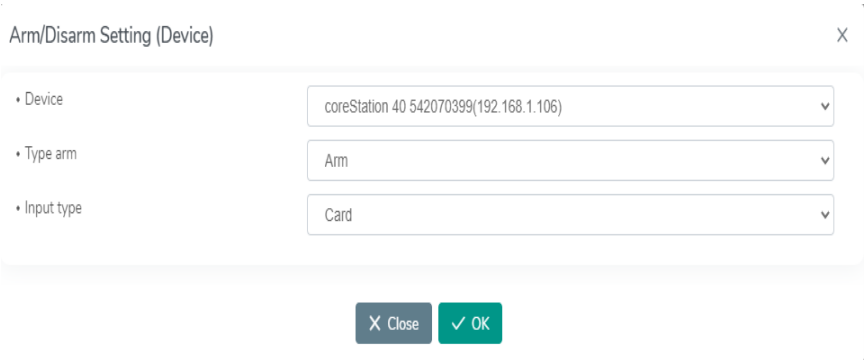 Arm/Disarm Setting (Device) X
• Device coreStation 40 542070399(192.168.1.106)
• Type arm Arm
• Input type Card
X Close ✓ OK